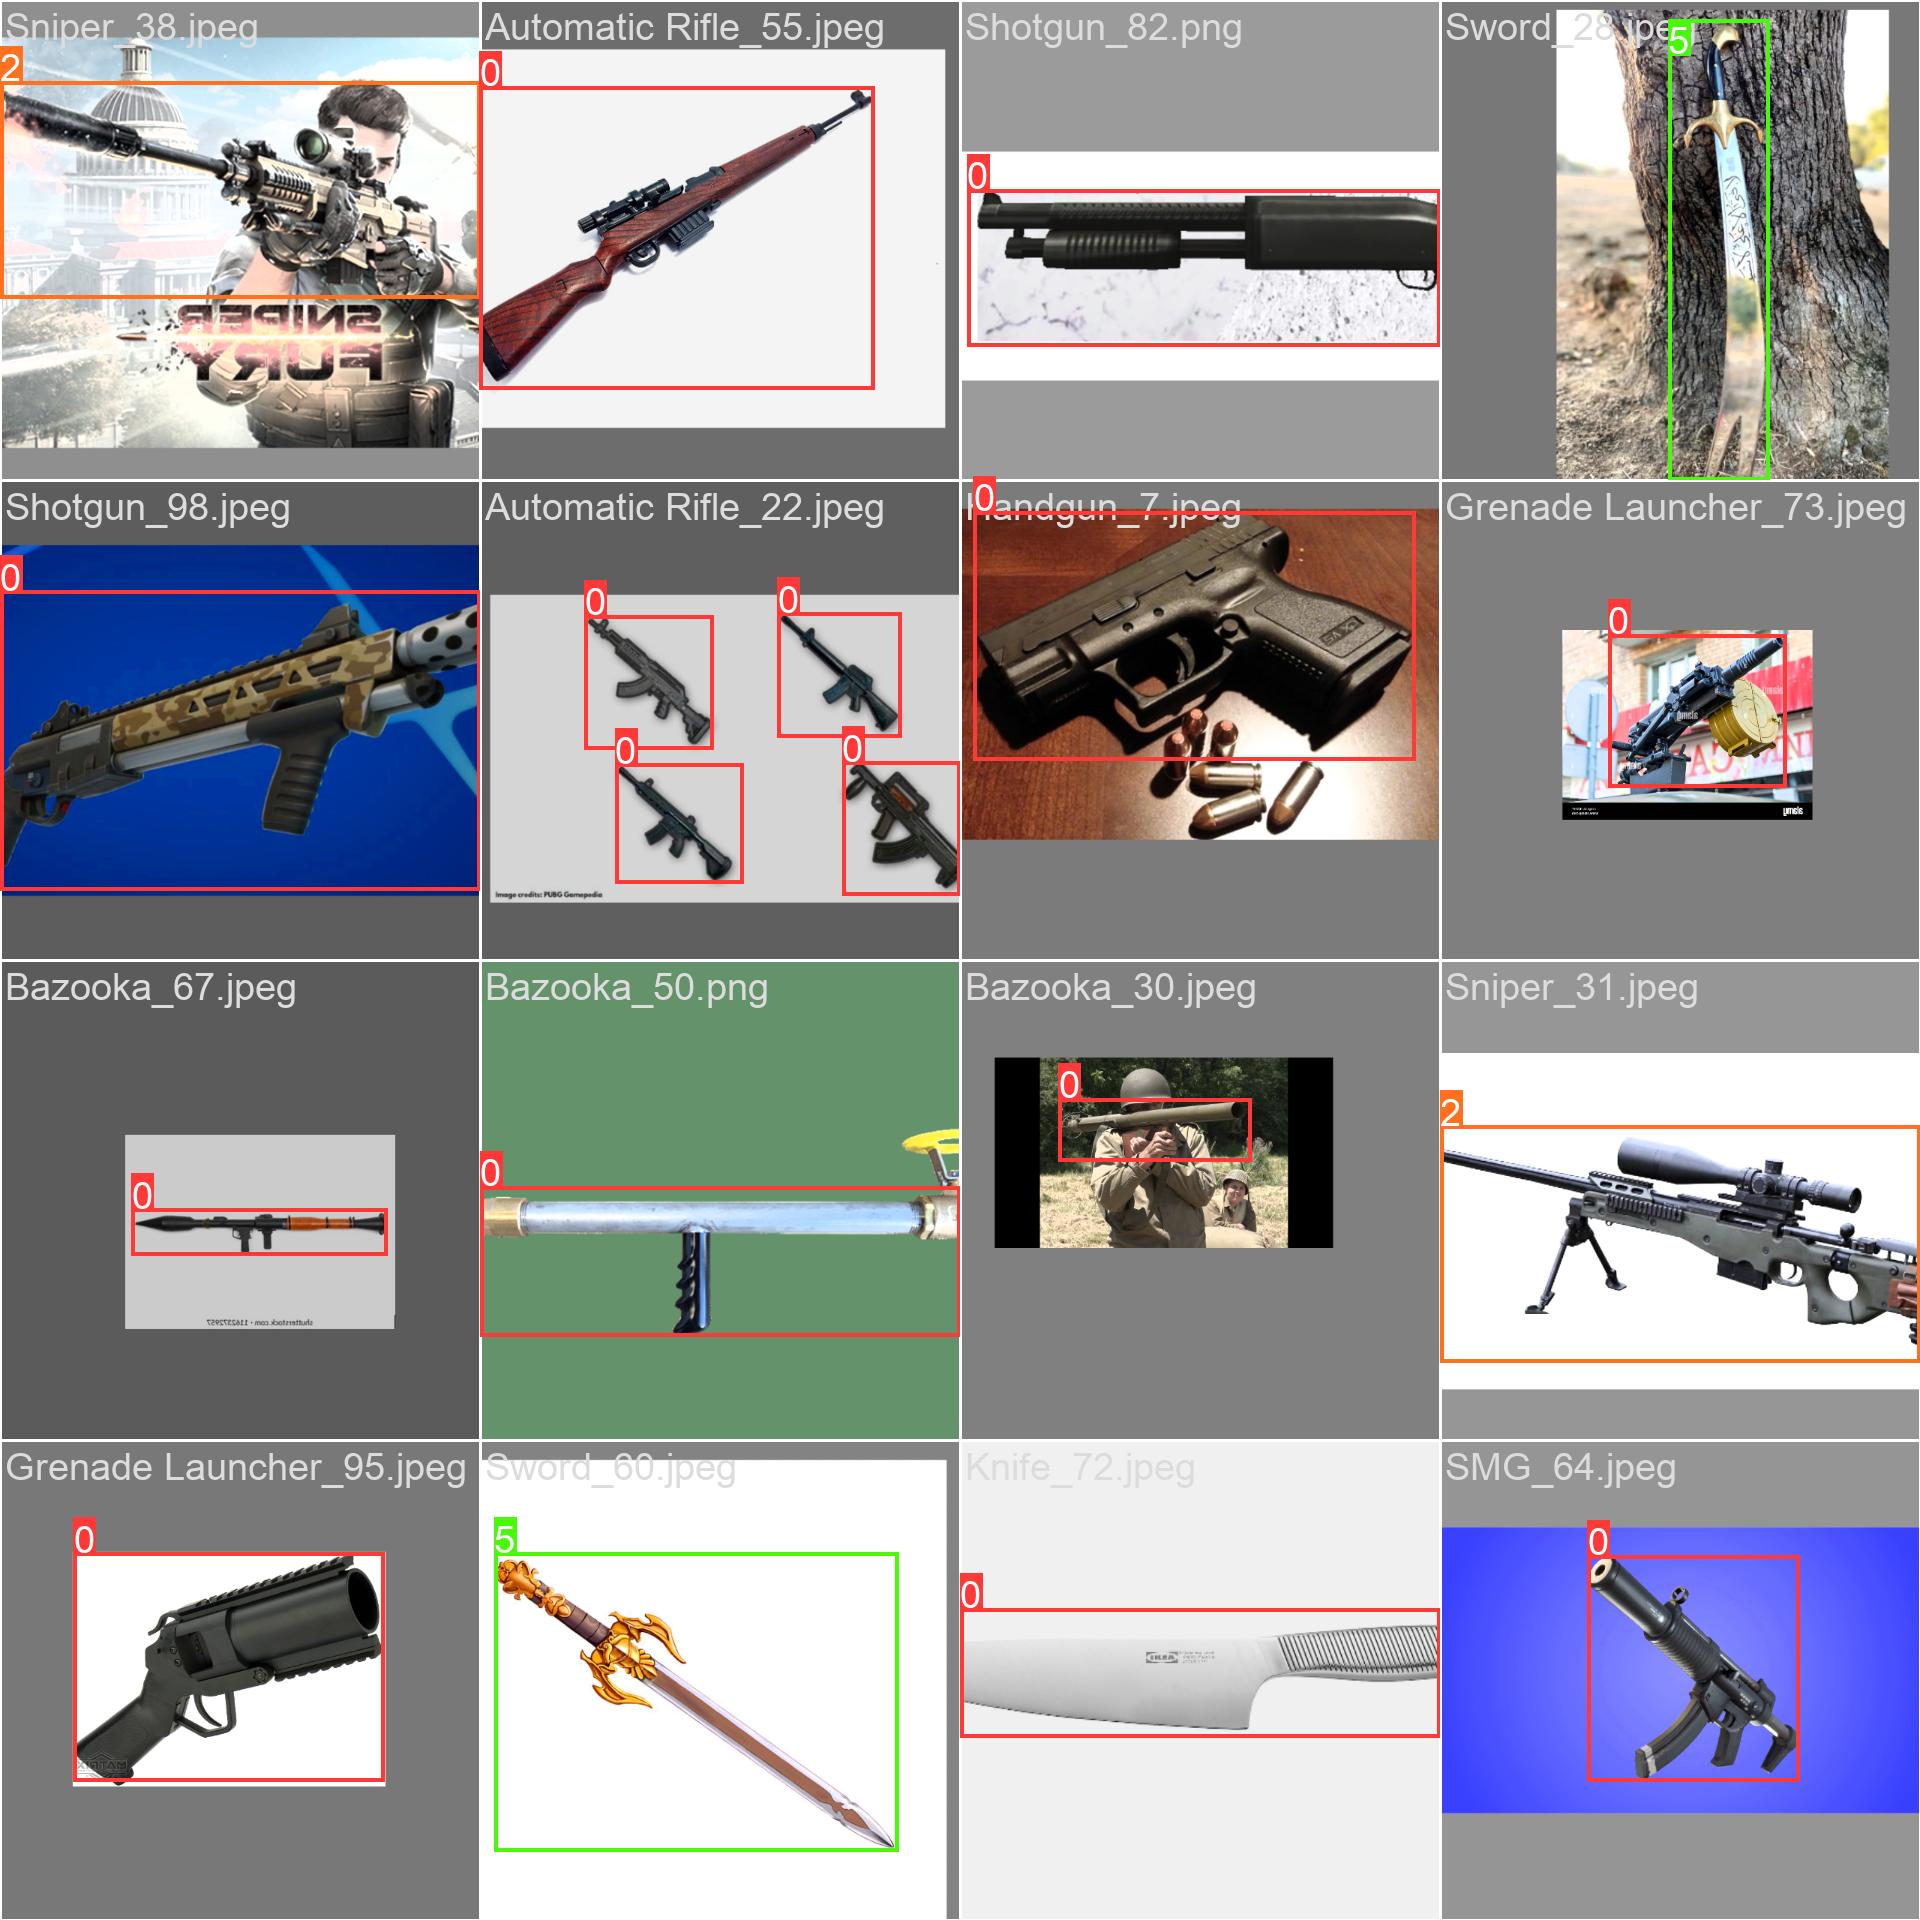 Sniper_38.jpeg
2
SNIPER
FURY
Automatic Rifle_55.jpeg
0
Shotgun_82.png
0
Sword_28.jpeg
5
Shotgun_98.jpeg
0
Automatic Rifle_22.jpeg
0
0
0
0
Image credits: PUBG Gamepedia
Handgun_7.jpeg
0
Grenade Launcher_73.jpeg
0
alamy
Bazooka_67.jpeg
0
shutterstock.com • 1162372957
Bazooka_50.png
0
Bazooka_30.jpeg
0
Sniper_31.jpeg
2
Grenade Launcher_95.jpeg
0
MATRIX
Sword_60.jpeg
5
Knife_72.jpeg
0
IKEA
SMG_64.jpeg
0